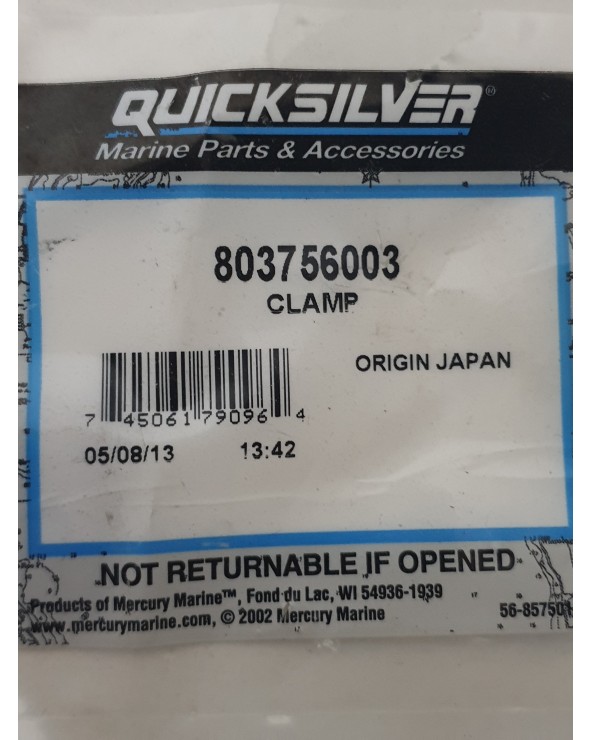 QUICKSILVER®
Marine Parts & Accessories
803756003
CLAMP
ORIGIN JAPAN
7 45061 79096 4
05/08/13 13:42
NOT RETURNABLE IF OPENED
Products of Mercury Marine™, Fond du Lac, WI 54936-1939
www.mercurymarine.com, © 2002 Mercury Marine
56-857501